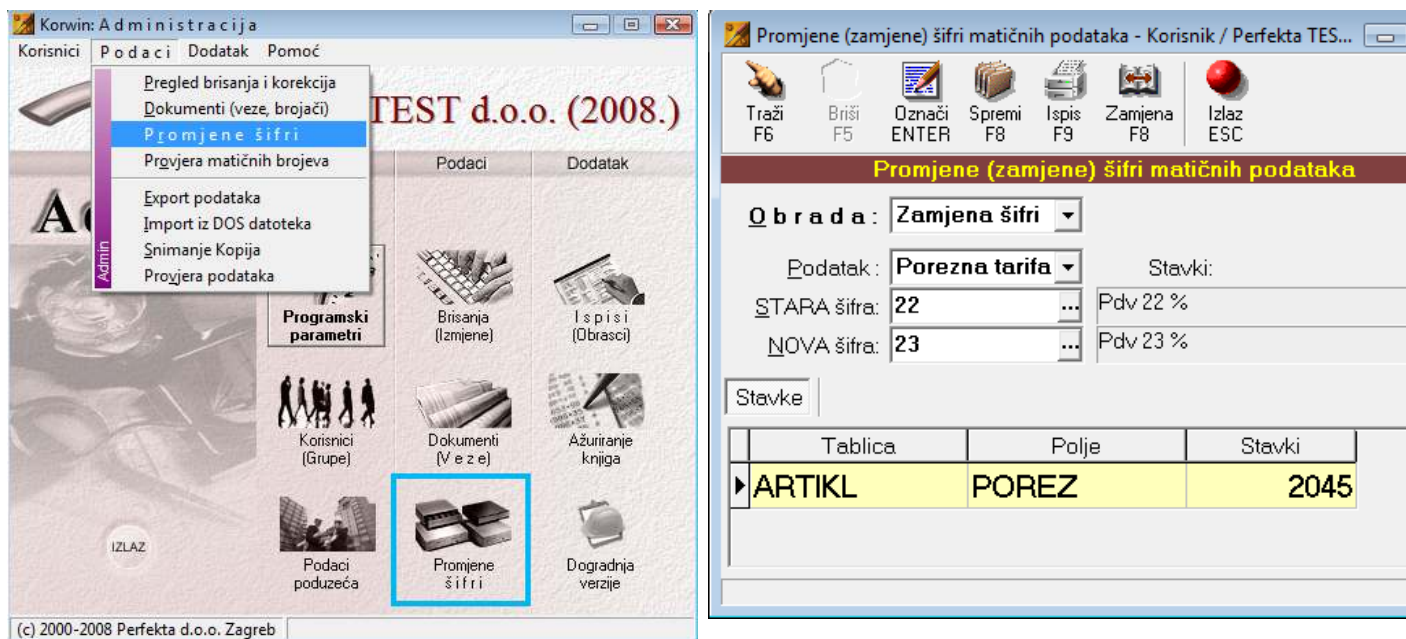 Korwin: A d m i n i s t r a c i j a
Korisnici P o d a c i Dodatak Pomoć
Pregled brisanja i korekcija
Dokumenti (veze, brojači)
P r o m j e n e š i f r i
Provjera matičnih brojeva
Export podataka
Import iz DOS datoteka
Snimanje Kopija
Provjera podataka
Admin
TEST d.o.o. (2008.)
Podaci Dodatak
Programski
parametri
Brisanja
(Izmjene)
I s p i s i
(Obrasci)
Korisnici
(Grupe)
Dokumenti
(V e z e)
Ažuriranje
knjiga
IZLAZ
Podaci
poduzeća
Promjene
š i f r i
Dogradnja
verzije
(c) 2000-2008 Perfekta d.o.o. Zagreb
Promjene (zamjene) šifri matičnih podataka - Korisnik / Perfekta TES...
Traži
F6
Briši
F5
Označi
ENTER
Spremi
F8
Ispis
F9
Zamjena
F8
Izlaz
ESC
Promjene (zamjene) šifri matičnih podataka
O b r a d a : Zamjena šifri
Podatak : Porezna tarifa Stavki:
STARA šifra: 22 ... Pdv 22 %
NOVA šifra: 23 ... Pdv 23 %
Stavke
Tablica Polje Stavki
ARTIKL POREZ 2045